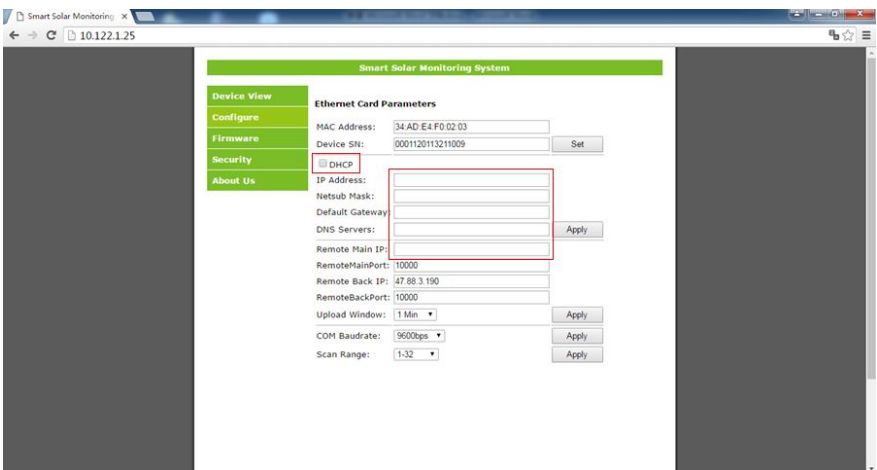 Smart Solar Monitoring
10.122.1.25
Smart Solar Monitoring System
Device View
Configure
Firmware
Security
About Us
Ethernet Card Parameters
MAC Address: 34:AD:E4:F0:02:03
Device SN: 0001120113211009 Set
DHCP
IP Address:
Netsub Mask:
Default Gateway
DNS Servers: Apply
Remote Main IP:
RemoteMainPort: 10000
Remote Back IP: 47.88.3.190
RemoteBackPort: 10000
Upload Window: 1 Min Apply
COM Baudrate: 9600bps Apply
Scan Range: 1-32 Apply